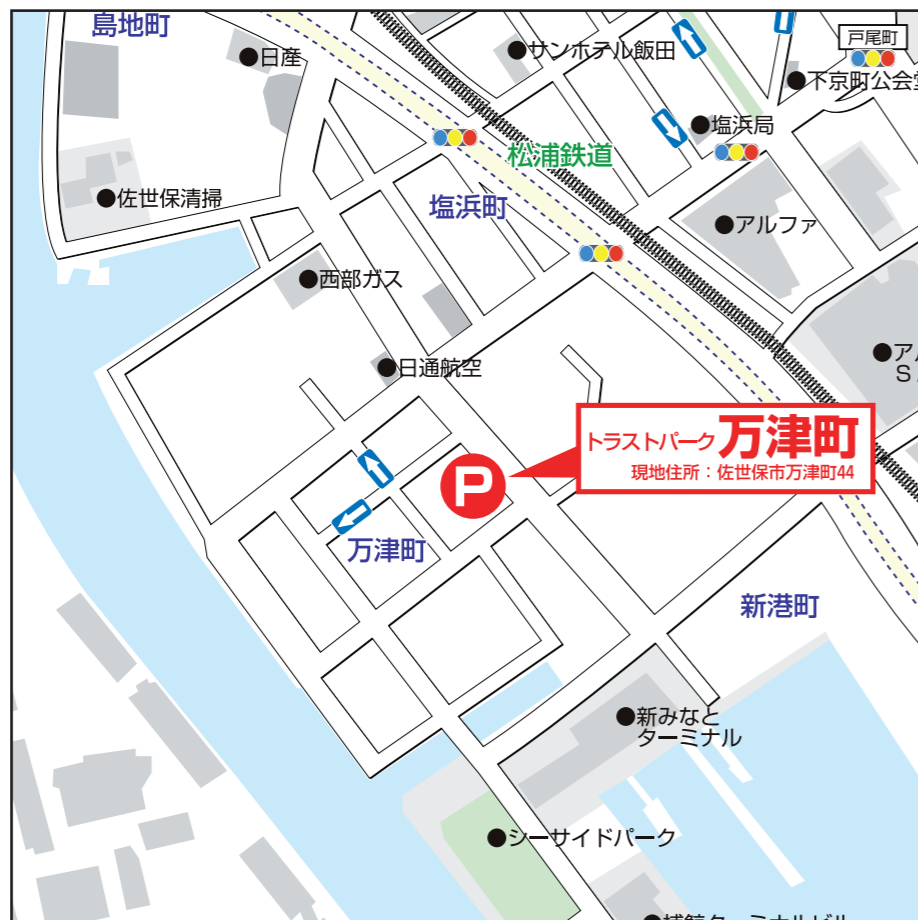 島地町
日産
サンホテル飯田
戸尾町
下京町公会堂
塩浜局
松浦鉄道
佐世保清掃
塩浜町
アルファ
西部ガス
日通航空
トラストパーク 万津町
現地住所：佐世保市万津町44
P
万津町
新港町
新みなと
ターミナル
シーサイドパーク